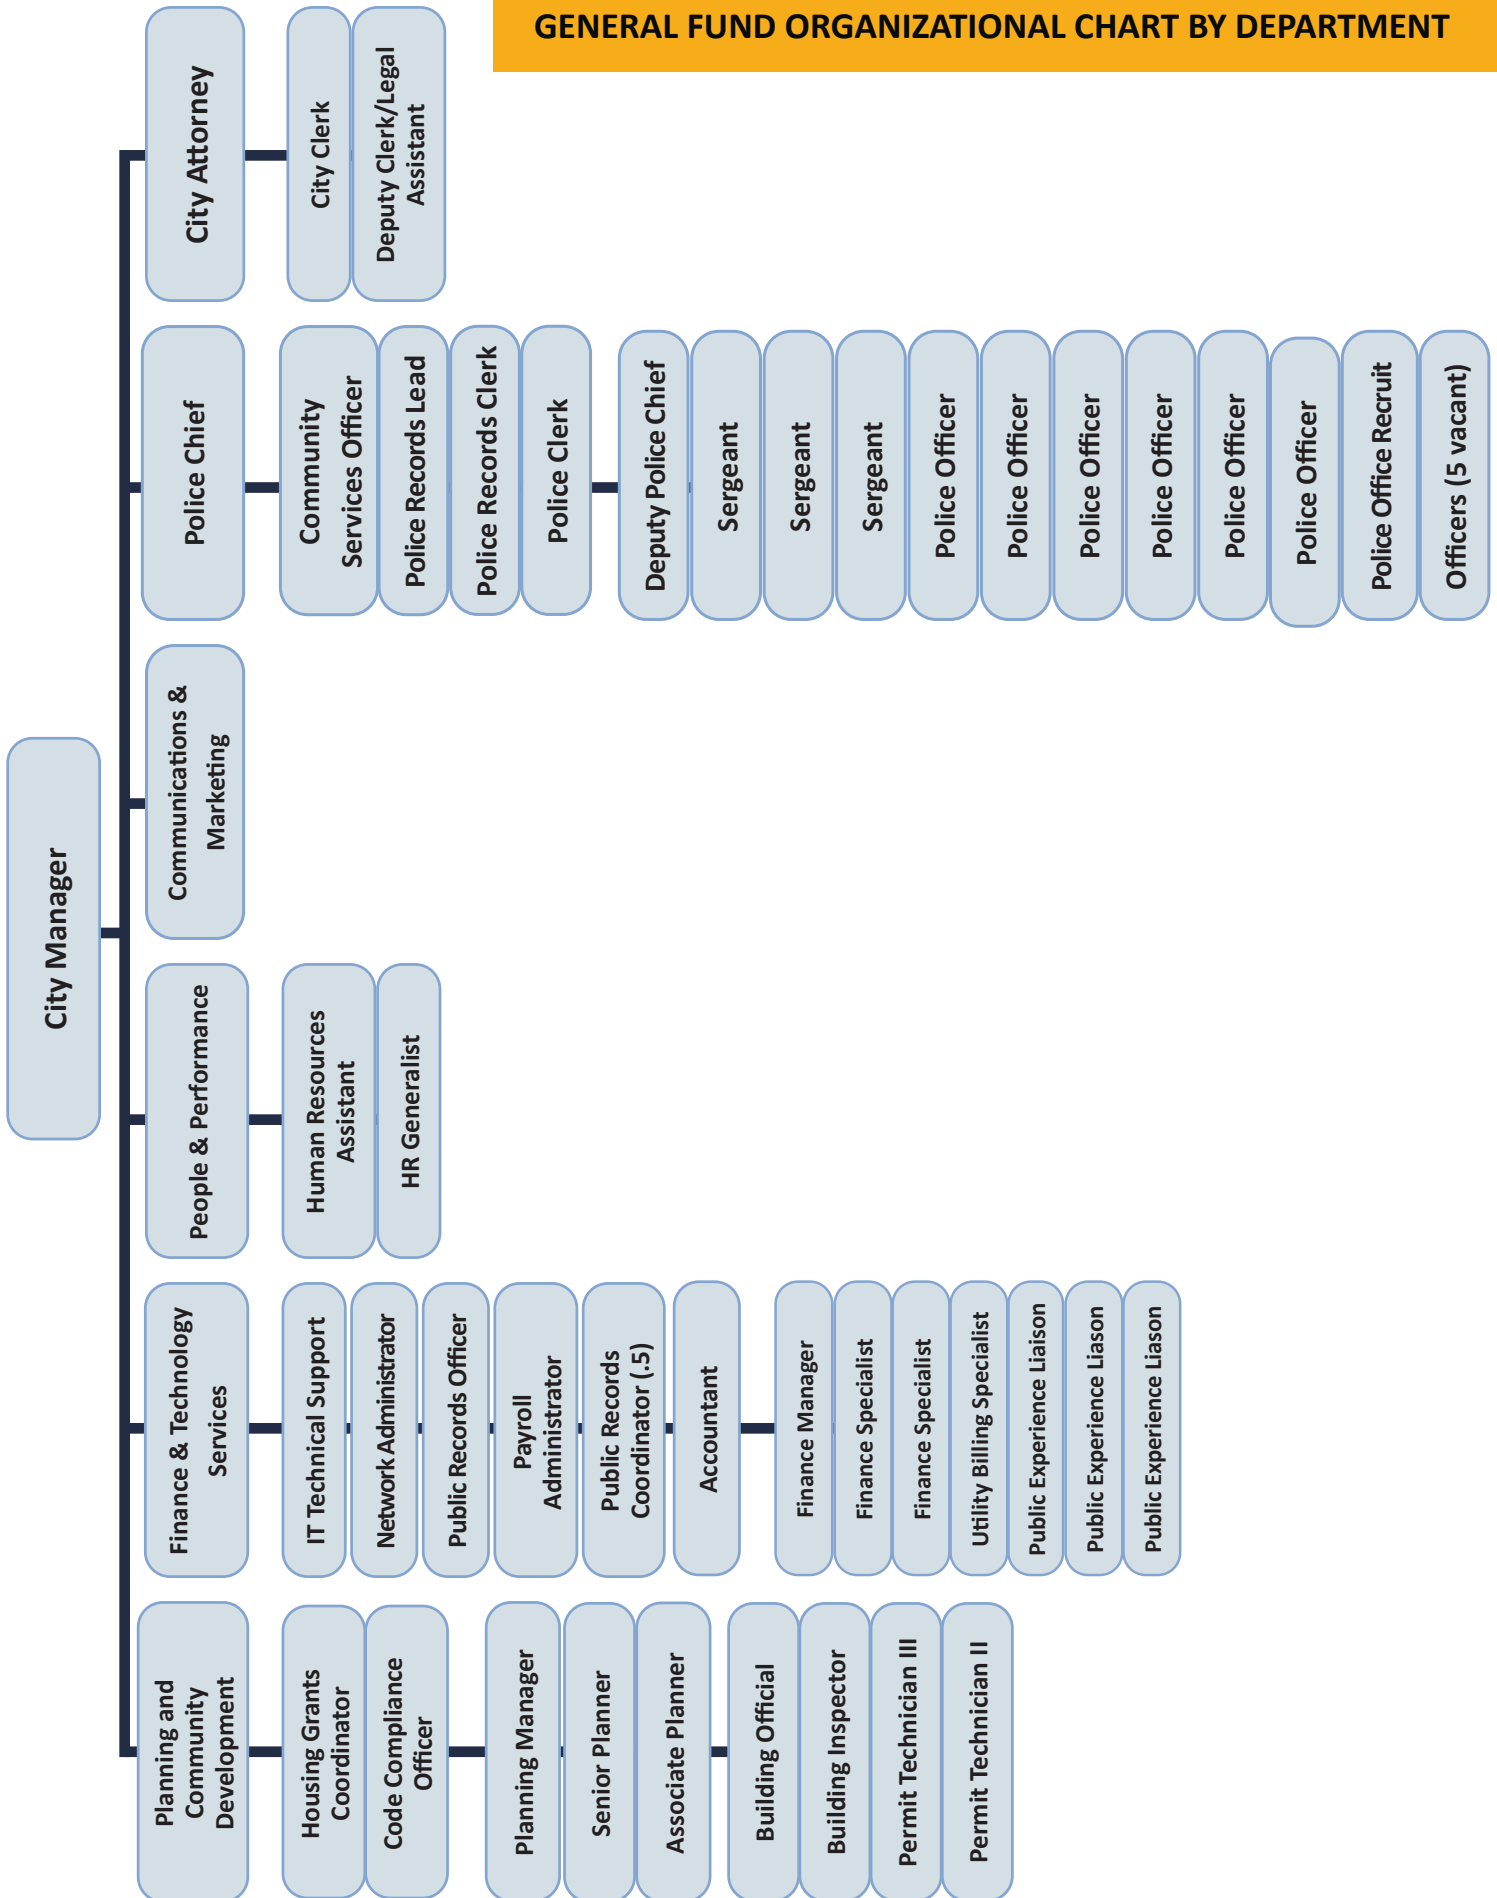 GENERAL FUND ORGANIZATIONAL CHART BY DEPARTMENT
City Manager
Planning and
Community
Development
Housing Grants
Coordinator
Code Compliance
Officer
Planning Manager
Senior Planner
Associate Planner
Building Official
Building Inspector
Permit Technician III
Permit Technician II
Finance & Technology
Services
IT Technical Support
Network Administrator
Public Records Officer
Payroll
Administrator
Public Records
Coordinator (.5)
Accountant
Finance Manager
Finance Specialist
Finance Specialist
Utility Billing Specialist
Public Experience Liaison
Public Experience Liason
Public Experience Liason
People & Performance
Human Resources
Assistant
HR Generalist
Communications &
Marketing
Police Chief
Community
Services Officer
Police Records Lead
Police Records Clerk
Police Clerk
Deputy Police Chief
Sergeant
Sergeant
Sergeant
Police Officer
Police Officer
Police Officer
Police Officer
Police Officer
Police Officer
Police Office Recruit
Officers (5 vacant)
City Attorney
City Clerk
Deputy Clerk/Legal
Assistant